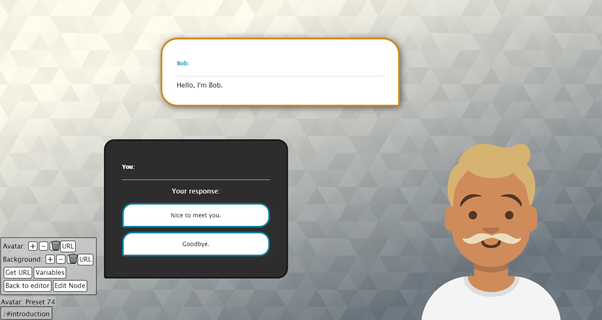 Bob:
Hello, I'm Bob.
You:
Your response:
Nice to meet you.
Goodbye.
Avatar: + − URL
Background: + − URL
Get URL Variables
Back to editor Edit Node
Avatar: Preset 74
/#introduction